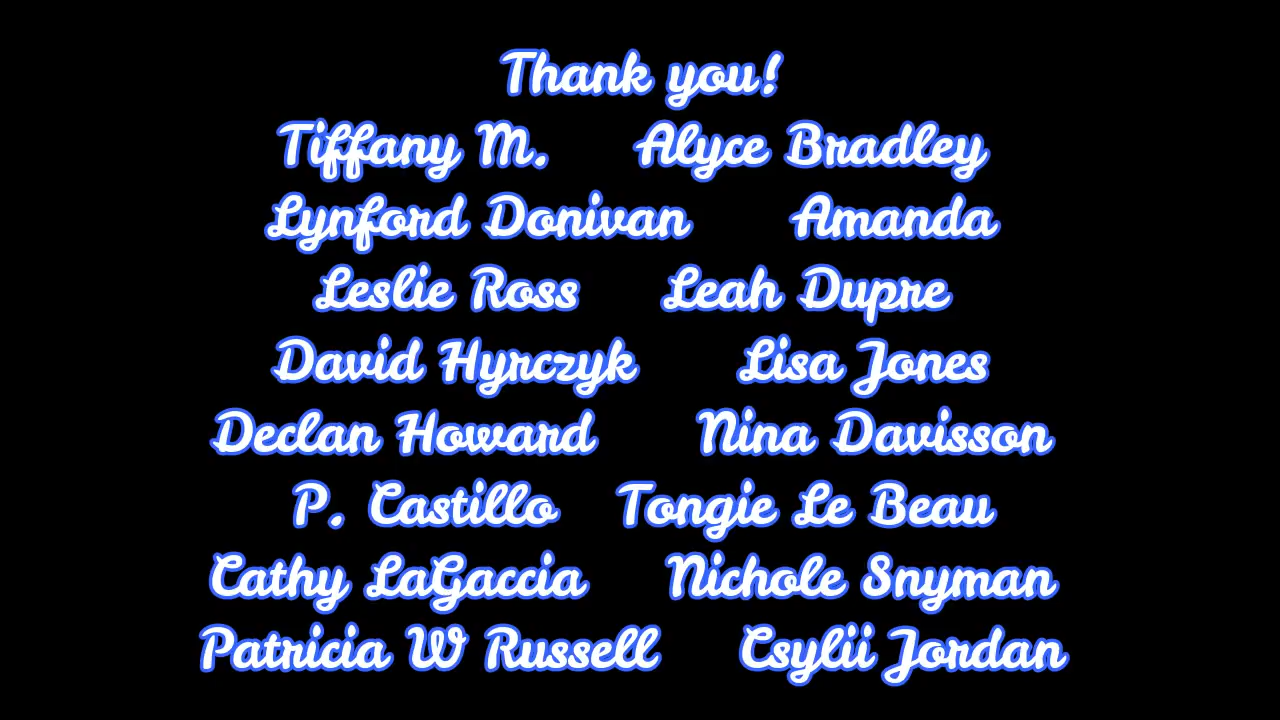 Thank you!
Tiffany M. Alyce Bradley
Lynford Donivan Amanda
Leslie Ross Leah Dupre
David Hyrczyk Lisa Jones
Declan Howard Nina Davisson
P. Castillo Tongie Le Beau
Cathy LaGaccia Nichole Snyman
Patricia W Russell Csylii Jordan